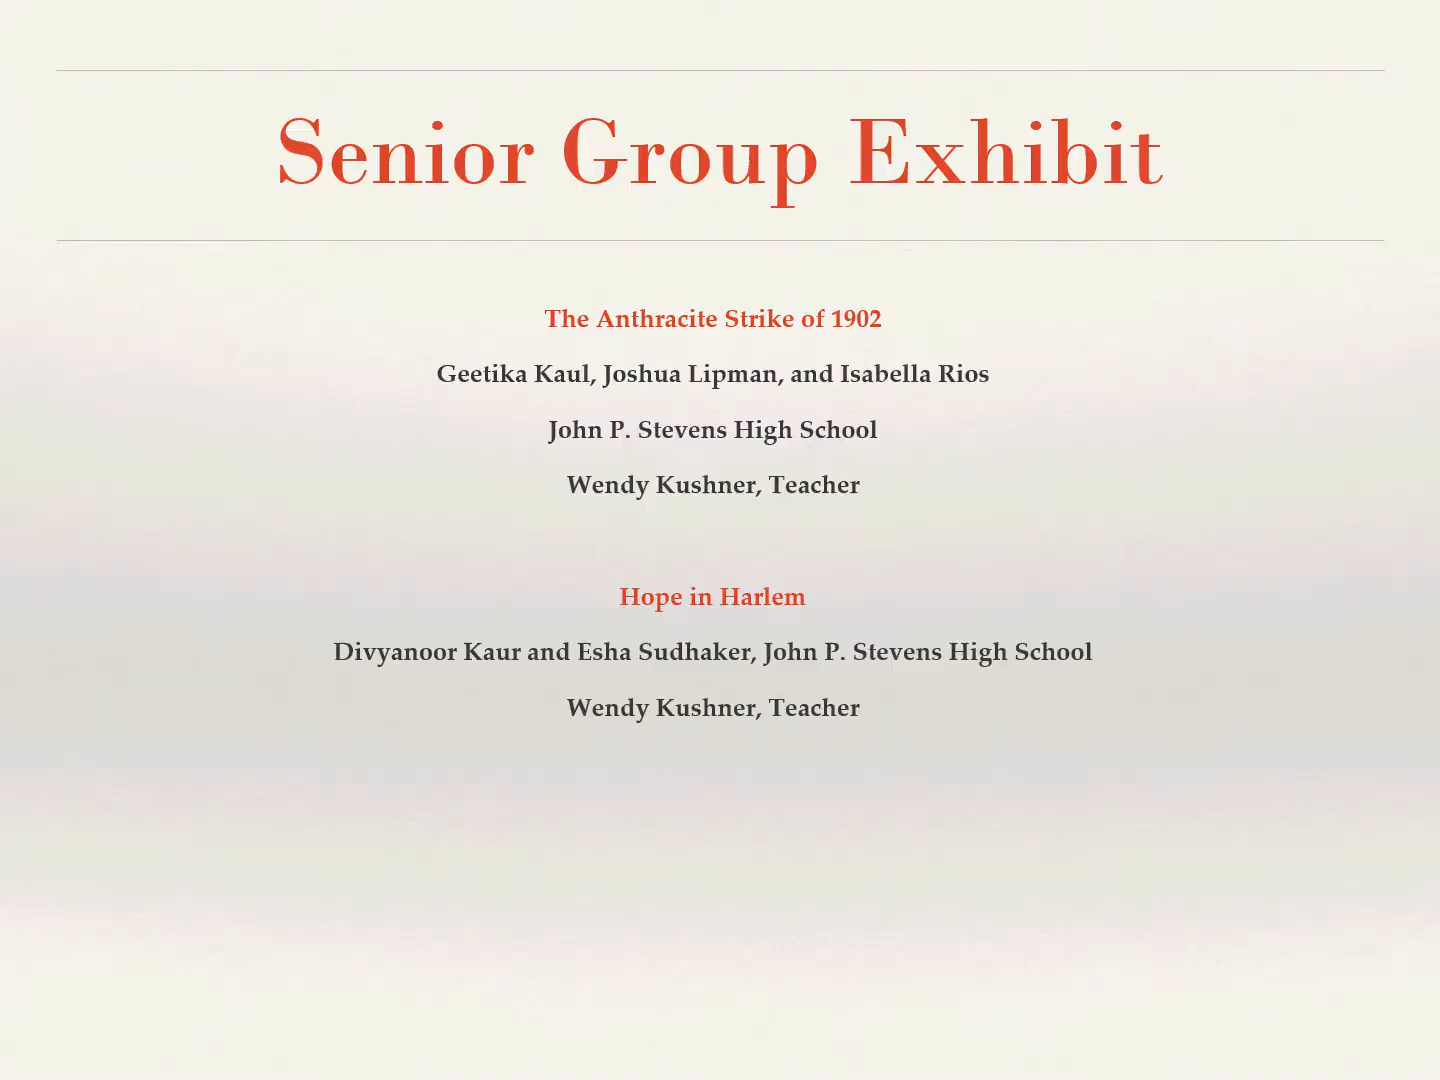 Senior Group Exhibit
The Anthracite Strike of 1902
Geetika Kaul, Joshua Lipman, and Isabella Rios
John P. Stevens High School
Wendy Kushner, Teacher
Hope in Harlem
Divyanoor Kaur and Esha Sudhaker, John P. Stevens High School
Wendy Kushner, Teacher